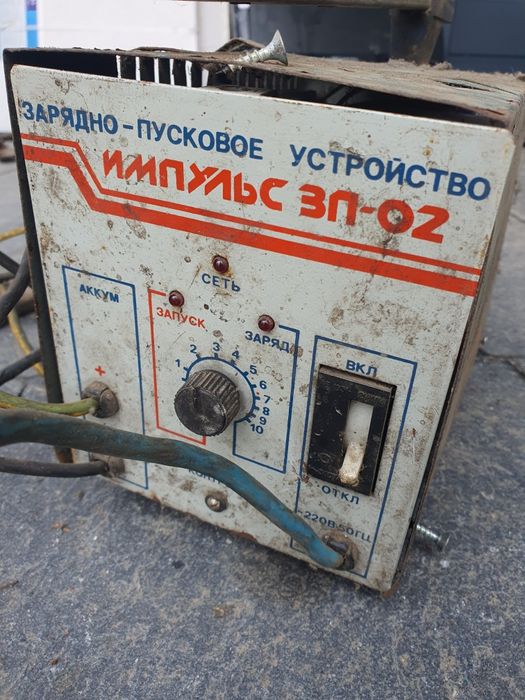 ЗАРЯДНО-ПУСКОВОЕ УСТРОЙСТВО
ИМПУЛЬС ЗП-02
СЕТЬ
АККУМ
ЗАПУСК
ЗАРЯД
ВКЛ
+
1 2 3 4 5 6 7 8 9 10
ОТКЛ
~220В 50ГЦ